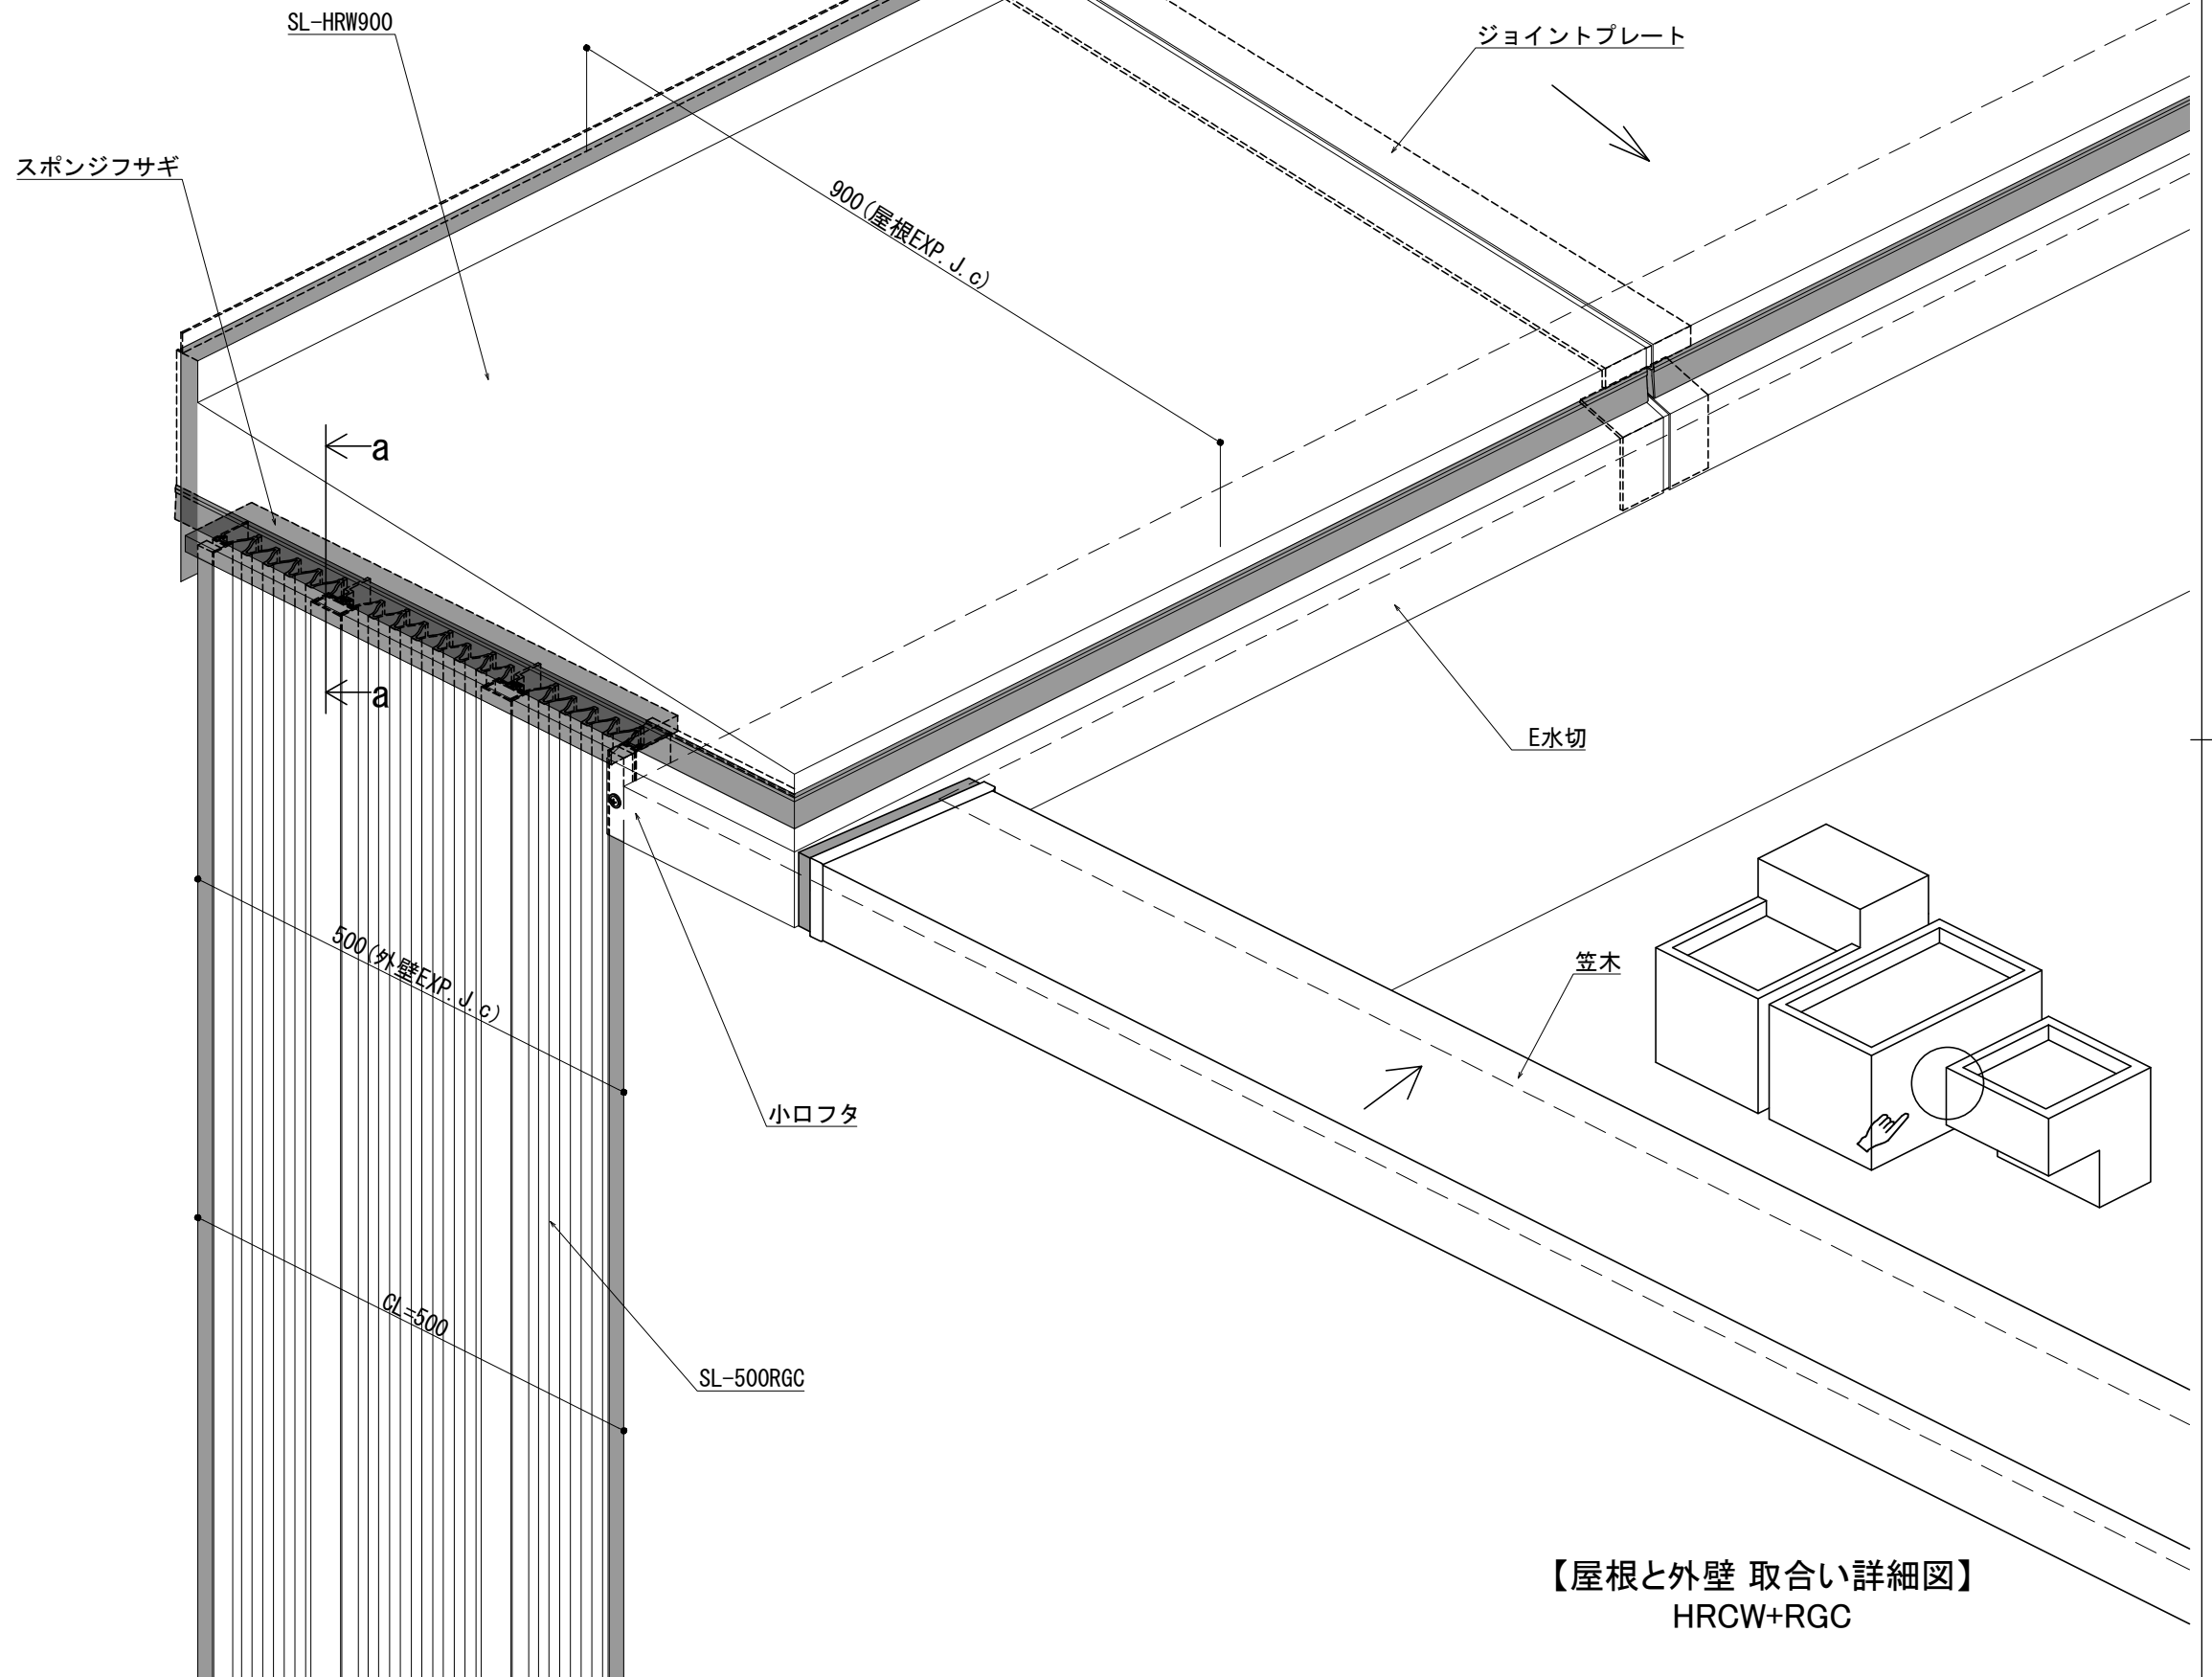 SL-HRW900
ジョイントプレート
スポンジフサギ
900(屋根EXP.J.c)
a
a
E水切
500(外壁EXP.J.c)
笠木
小口フタ
CL=500
SL-500RGC
【屋根と外壁 取合い詳細図】
HRCW+RGC